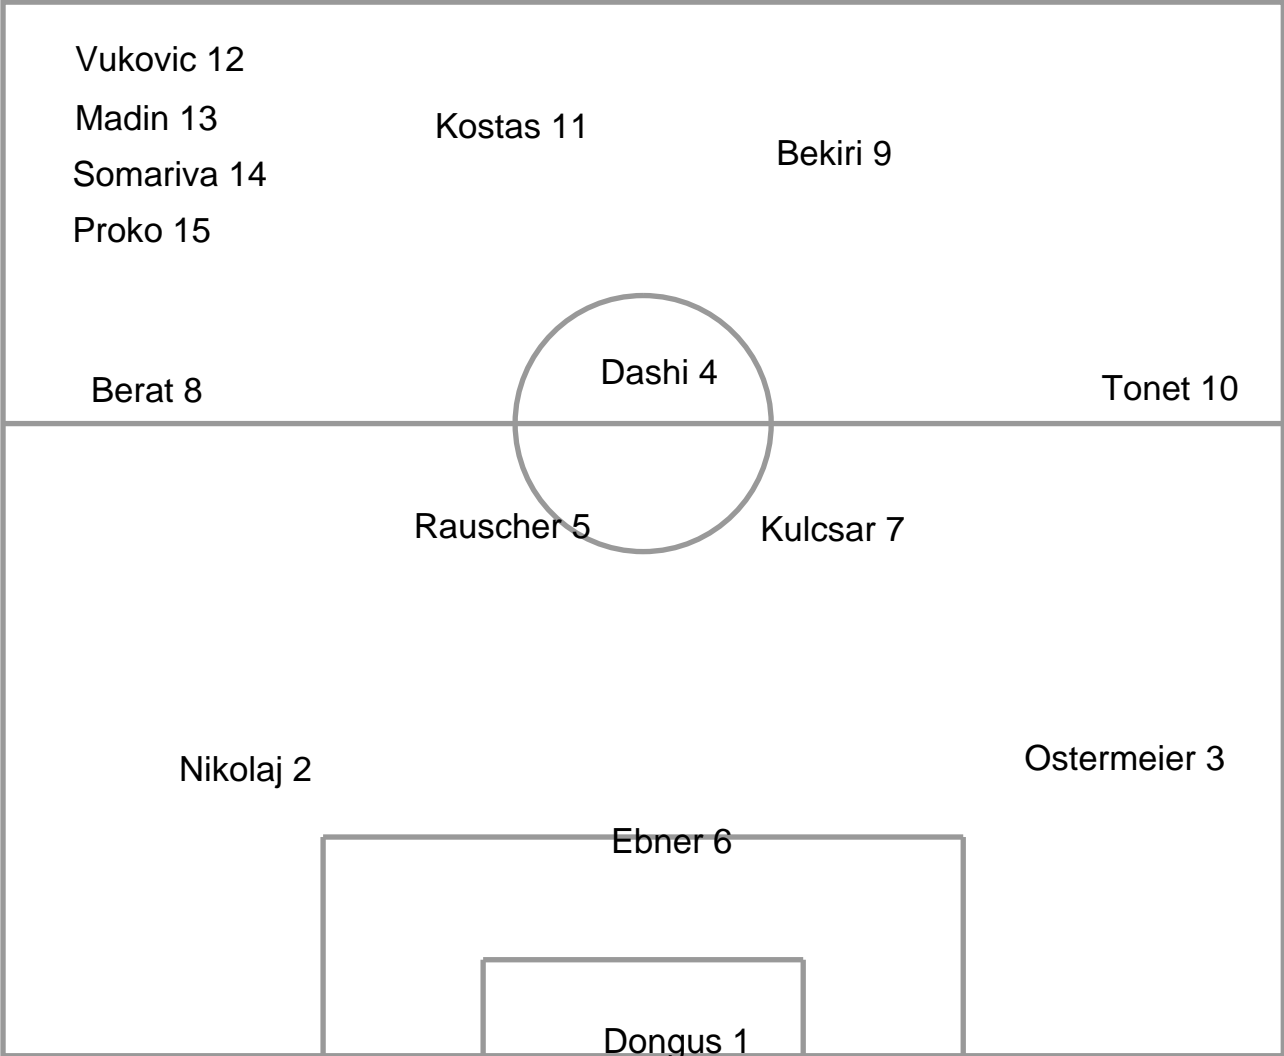 Vukovic 12
Madin 13
Kostas 11
Bekiri 9
Somariva 14
Proko 15
Dashi 4
Berat 8
Tonet 10
Rauscher 5
Kulcsar 7
Nikolaj 2
Ostermeier 3
Ebner 6
Dongus 1